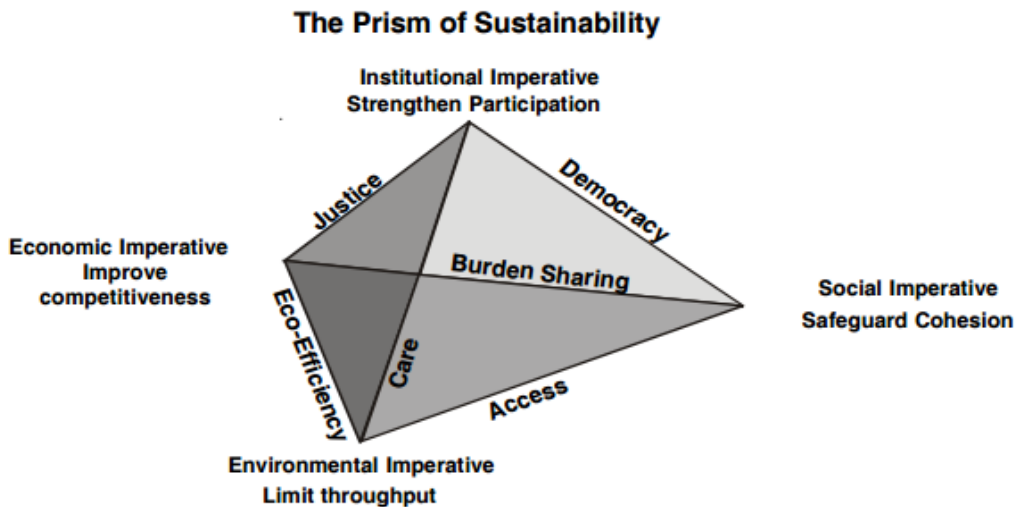 The Prism of Sustainability
Institutional Imperative
Strengthen Participation
Justice
Democracy
Economic Imperative
Improve
competitiveness
Burden Sharing
Social Imperative
Safeguard Cohesion
Eco-Efficiency
Care
Access
Environmental Imperative
Limit throughput